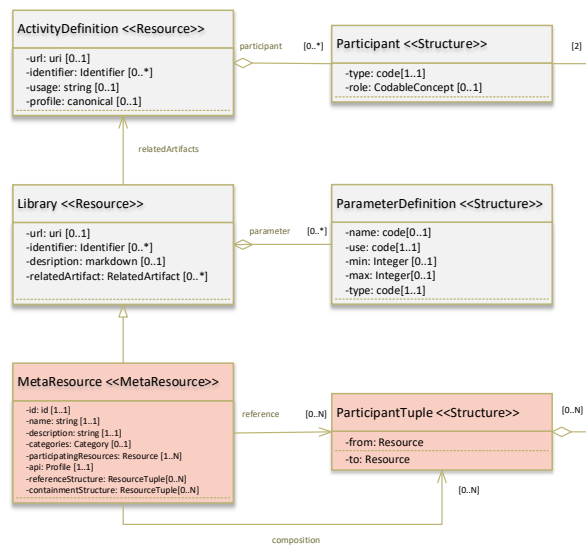 ActivityDefinition <<Resource>>
-url: uri [0..1]
-identifier: Identifier [0..*]
-usage: string [0..1]
-profile: canonical [0..1]
participant
[0..*]
Participant <<Structure>>
-type: code[1..1]
-role: CodableConcept [0..1]
[2]
relatedArtifacts
Library <<Resource>>
-url: uri [0..1]
-identifier: Identifier [0..*]
-desription: markdown [0..1]
-relatedArtifact: RelatedArtifact [0..*]
parameter
[0..*]
ParameterDefinition <<Structure>>
-name: code[0..1]
-use: code[1..1]
-min: Integer [0..1]
-max: Integer[0..1]
-type: code[1..1]
MetaResource <<MetaResource>>
-id: id [1..1]
-name: string [1..1]
-description: string [1..1]
-categories: Category [0..1]
-participatingResources: Resource [1..N]
-api: Profile [1..1]
-referenceStructure: ResourceTuple[0..N]
-containmentStructure: ResourceTuple[0..N]
reference
[0..N]
ParticipantTuple <<Structure>>
-from: Resource
-to: Resource
[0..N]
[0..N]
composition